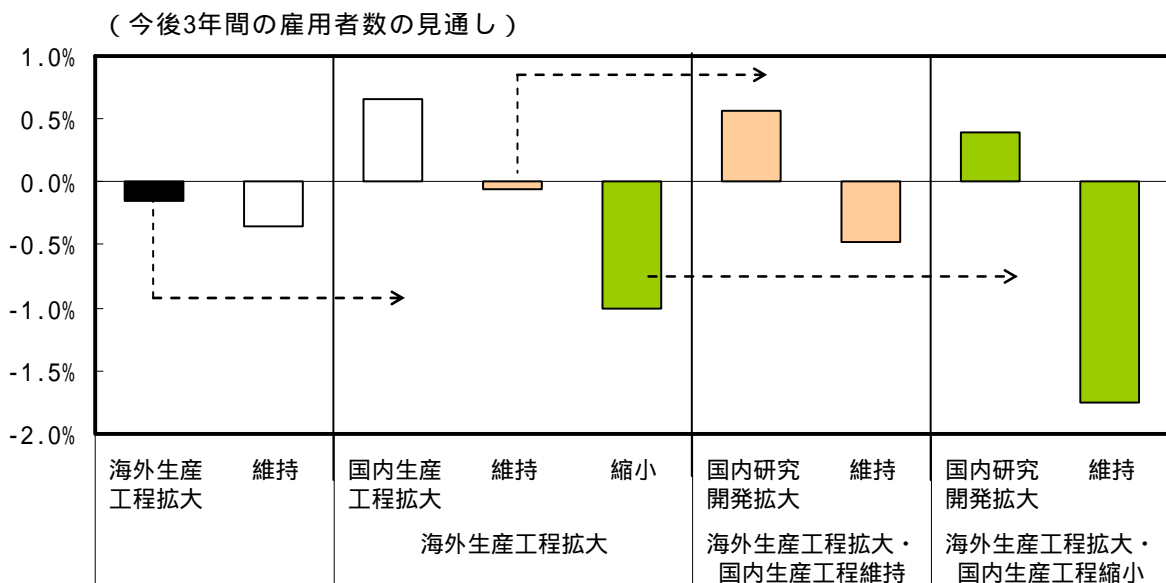 （今後3年間の雇用者数の見通し）
1.0%
0.5%
0.0%
-0.5%
-1.0%
-1.5%
-2.0%
海外生産 維持 国内生産 維持 縮小 国内研究 維持 国内研究 維持
工程拡大 工程拡大 開発拡大 開発拡大
海外生産工程拡大 海外生産工程拡大・ 海外生産工程拡大・
国内生産工程維持 国内生産工程縮小